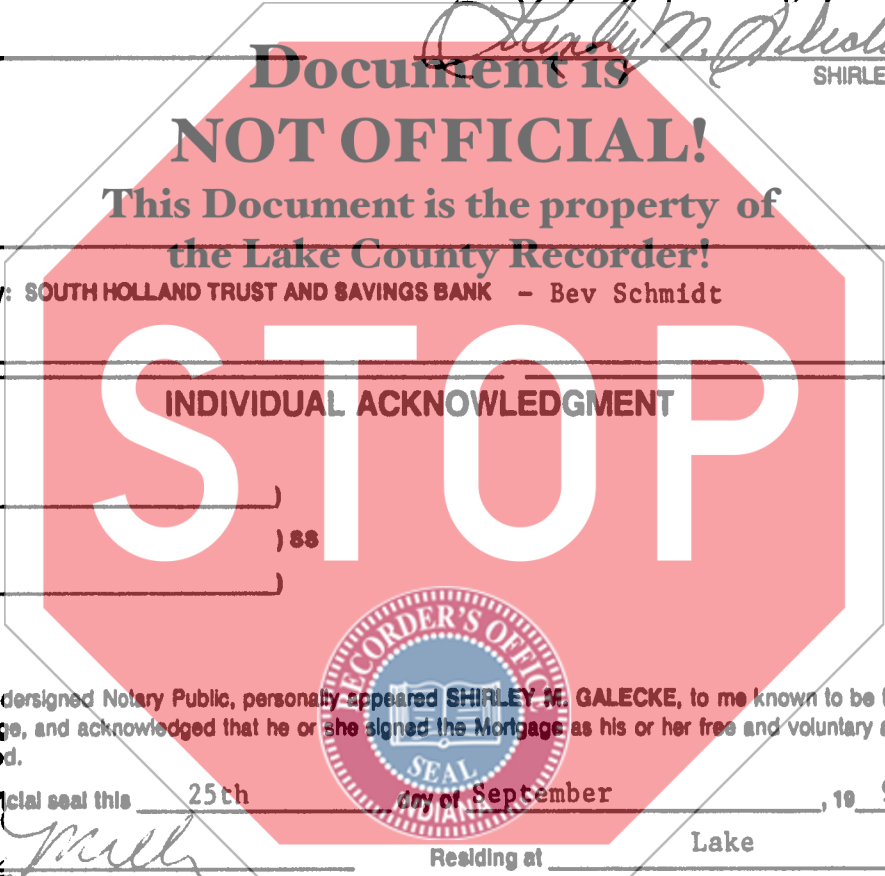 Document is
SHIRLE
NOT OFFICIAL!
This Document is the property of
the Lake County Recorder!
: SOUTH HOLLAND TRUST AND SAVINGS BANK - Bev Schmidt
STOP
INDIVIDUAL ACKNOWLEDGMENT
)
) SS
)
RECORDER'S OFFICE
SEAL
INDIANA
dersigned Notary Public, personally appeared SHIRLEY M. GALECKE, to me known to be
ge, and acknowledged that he or she signed the Mortgage as his or her free and voluntary a
d.
cial seal this 25th day of September , 19
Residing at Lake